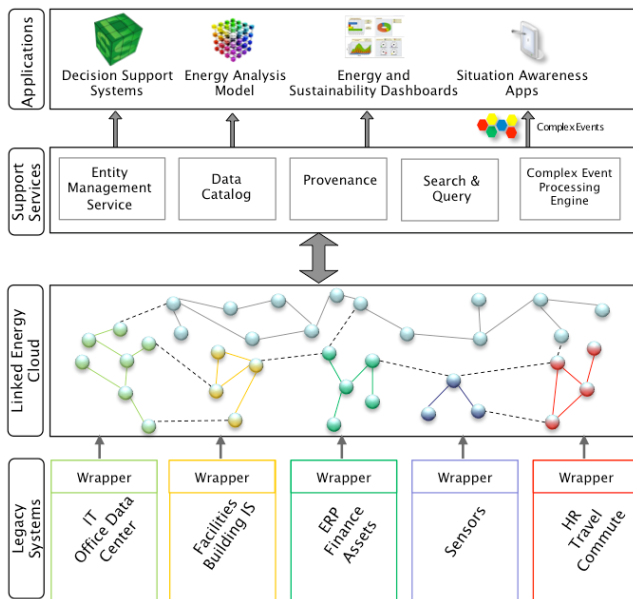 Applications
Decision Support
Systems
Energy Analysis
Model
Energy and
Sustainability Dashboards
Situation Awareness
Apps
Complex Events
Support
Services
Entity
Management
Service
Data
Catalog
Provenance
Search &
Query
Complex Event
Processing
Engine
Linked Energy
Cloud
Legacy
Systems
Wrapper
IT
Office Data
Center
Wrapper
Facilities
Building IS
Wrapper
ERP
Finance
Assets
Wrapper
Sensors
Wrapper
HR
Travel
Commute